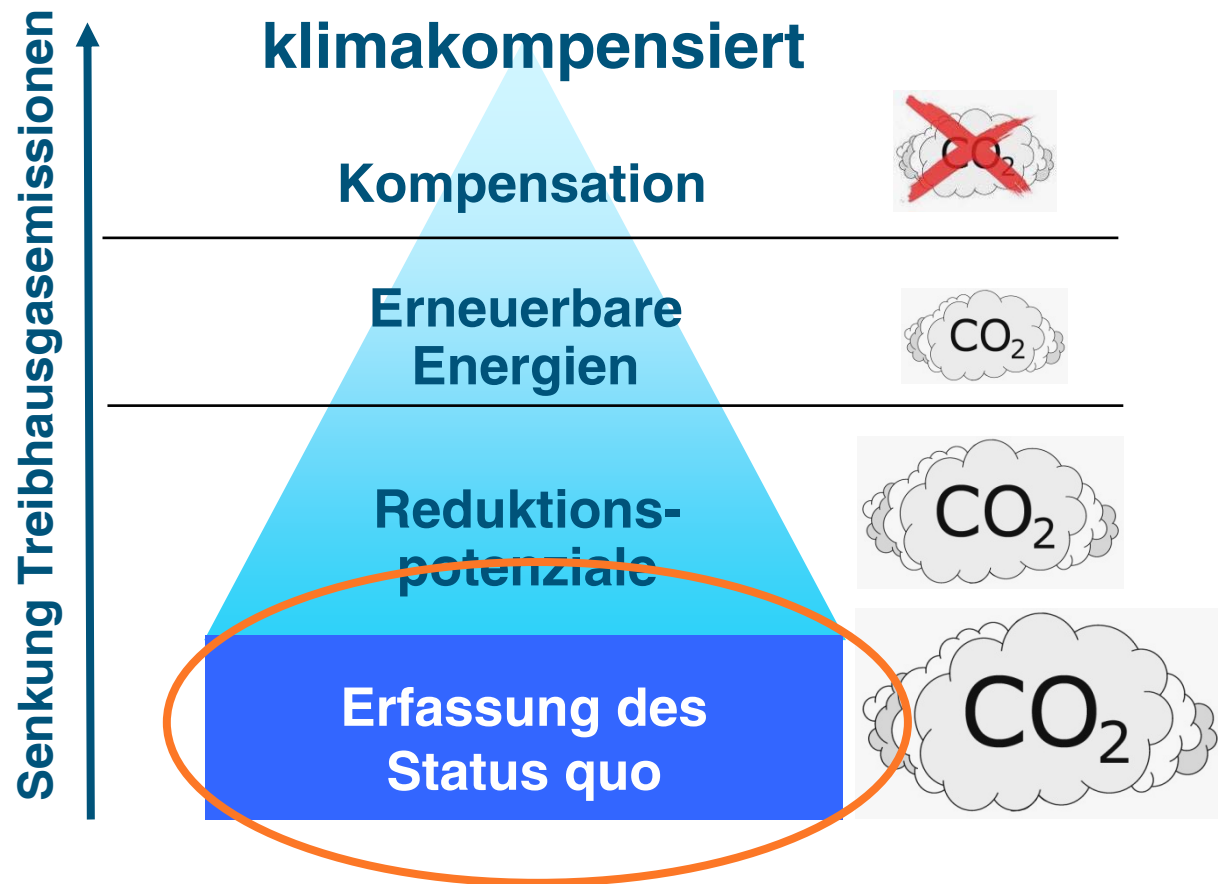 Senkung Treibhausgasemissionen
klimakompensiert
Kompensation
CO₂
Erneuerbare
Energien
CO₂
Reduktions-
potenziale
CO₂
Erfassung des
Status quo
CO₂